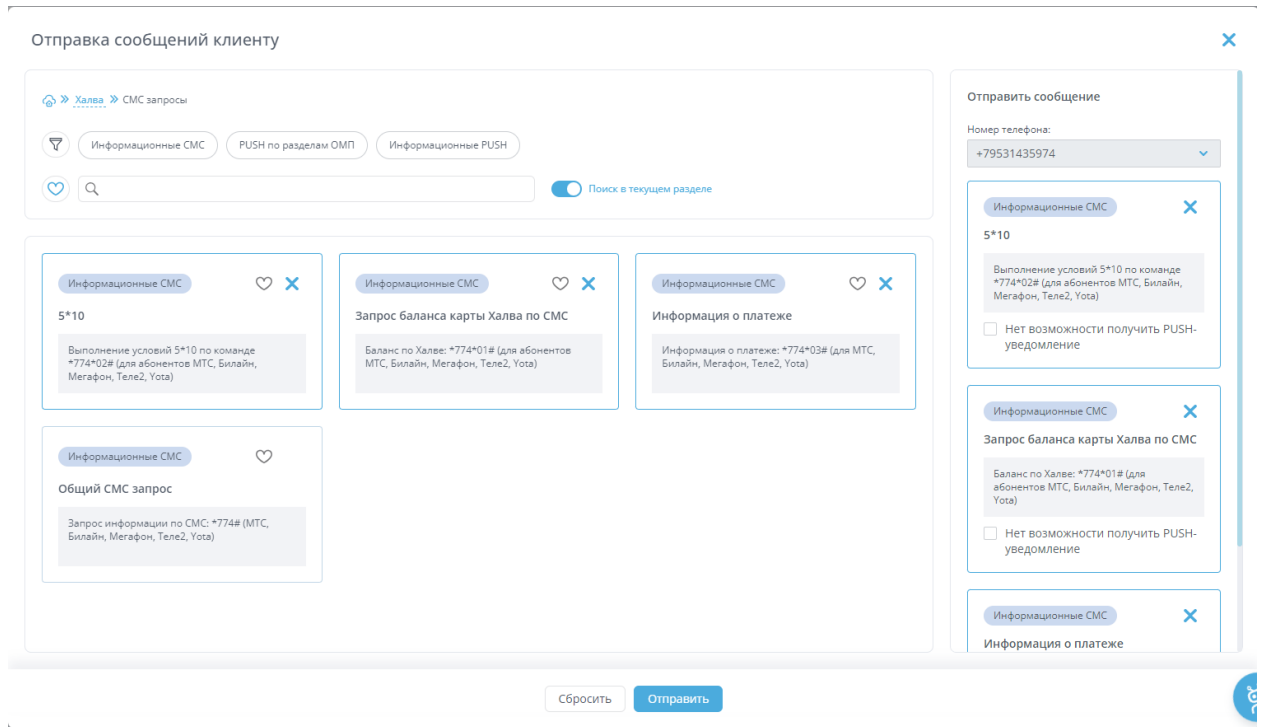 Отправка сообщений клиенту
Халва » СМС запросы
Информационные СМС
PUSH по разделам ОМП
Информационные PUSH
Поиск в текущем разделе
Информационные СМС
5*10
Выполнение условий 5*10 по команде
*774*02# (для абонентов МТС, Билайн,
Мегафон, Теле2, Yota)
Информационные СМС
Запрос баланса карты Халва по СМС
Баланс по Халве: *774*01# (для абонентов
МТС, Билайн, Мегафон, Теле2, Yota)
Информационные СМС
Информация о платеже
Информация о платеже: *774*03# (для МТС,
Билайн, Мегафон, Теле2, Yota)
Информационные СМС
Общий СМС запрос
Запрос информации по СМС: *774# (МТС,
Билайн, Мегафон, Теле2, Yota)
Отправить сообщение
Номер телефона:
+79531435974
Информационные СМС
5*10
Выполнение условий 5*10 по команде
*774*02# (для абонентов МТС, Билайн,
Мегафон, Теле2, Yota)
Нет возможности получить PUSH-
уведомление
Информационные СМС
Запрос баланса карты Халва по СМС
Баланс по Халве: *774*01# (для
абонентов МТС, Билайн, Мегафон, Теле2,
Yota)
Нет возможности получить PUSH-
уведомление
Информационные СМС
Информация о платеже
Сбросить
Отправить